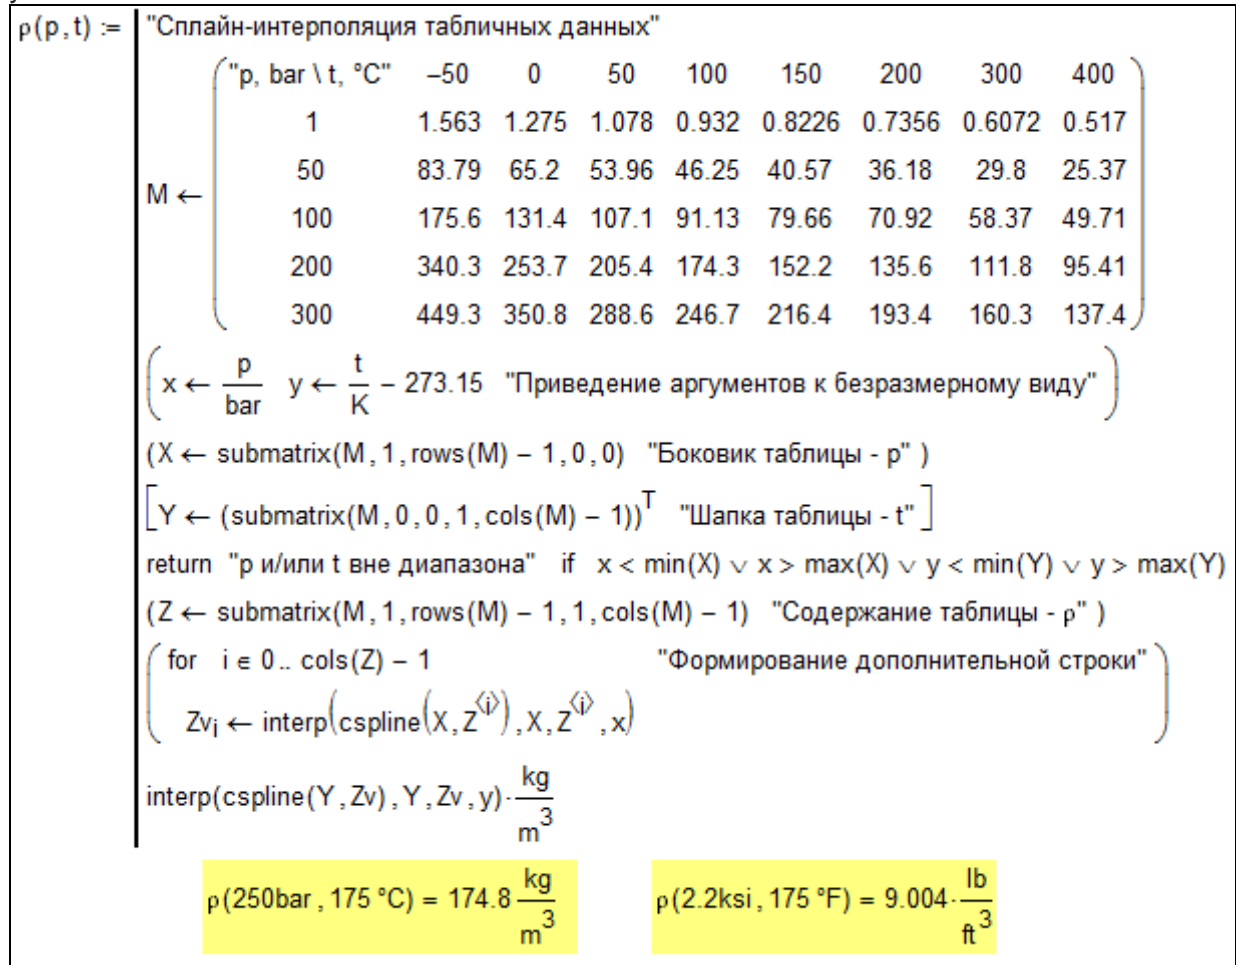 ρ(p,t) := "Сплайн-интерполяция табличных данных"
M ←
"p, bar \ t, °C" −50 0 50 100 150 200 300 400
1 1.563 1.275 1.078 0.932 0.8226 0.7356 0.6072 0.517
50 83.79 65.2 53.96 46.25 40.57 36.18 29.8 25.37
100 175.6 131.4 107.1 91.13 79.66 70.92 58.37 49.71
200 340.3 253.7 205.4 174.3 152.2 135.6 111.8 95.41
300 449.3 350.8 288.6 246.7 216.4 193.4 160.3 137.4
(x ← p/bar y ← t/K − 273.15 "Приведение аргументов к безразмерному виду")
(X ← submatrix(M, 1, rows(M) − 1, 0, 0) "Боковик таблицы - p" )
[Y ← (submatrix(M, 0, 0, 1, cols(M) − 1))^T "Шапка таблицы - t" ]
return "p и/или t вне диапазона" if x < min(X) ∨ x > max(X) ∨ y < min(Y) ∨ y > max(Y)
(Z ← submatrix(M, 1, rows(M) − 1, 1, cols(M) − 1) "Содержание таблицы - ρ" )
(for i ∈ 0 .. cols(Z) − 1 "Формирование дополнительной строки"
Zv_i ← interp(cspline(X, Z^⟨i⟩), X, Z^⟨i⟩, x))
interp(cspline(Y, Zv), Y, Zv, y)·kg/m^3
ρ(250bar, 175 °C) = 174.8 kg/m^3 ρ(2.2ksi, 175 °F) = 9.004·lb/ft^3